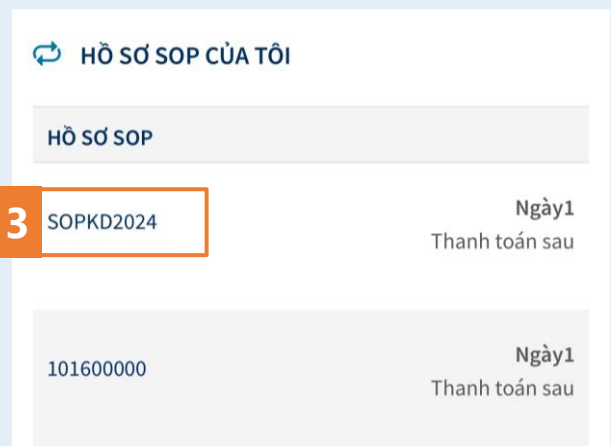 HỒ SƠ SOP CỦA TÔI
HỒ SƠ SOP
3
SOPKD2024
Ngày1
Thanh toán sau
101600000
Ngày1
Thanh toán sau